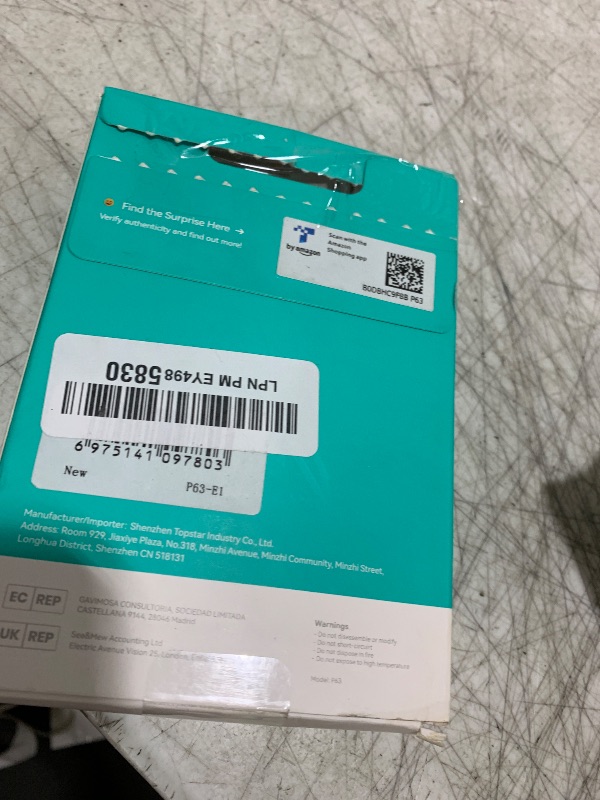 Find the Surprise Here →
Verify authenticity and find out more!
by amazon
Scan with the
Amazon
Shopping app
B0DBHC9PBB P63
LPN PM EY4985830
6 975141 097803
New
P63-E1
Manufacturer/Importer: Shenzhen Topstar Industry Co., Ltd.
Address: Room 929, Jiaxiye Plaza, No.318, Minzhi Avenue, Minzhi Community, Minzhi Street,
Longhua District, Shenzhen CN 518131
EC REP
GAVIMOSA CONSULTORIA, SOCIEDAD LIMITADA
CASTELLANA 9144, 28046 Madrid
UK REP
See&Hew Accounting Ltd
Electric Avenue Vision 25, London,
Warnings
- Do not disassemble or modify
- Do not short-circuit
- Do not dispose in fire
- Do not expose to high temperature
Model: P63